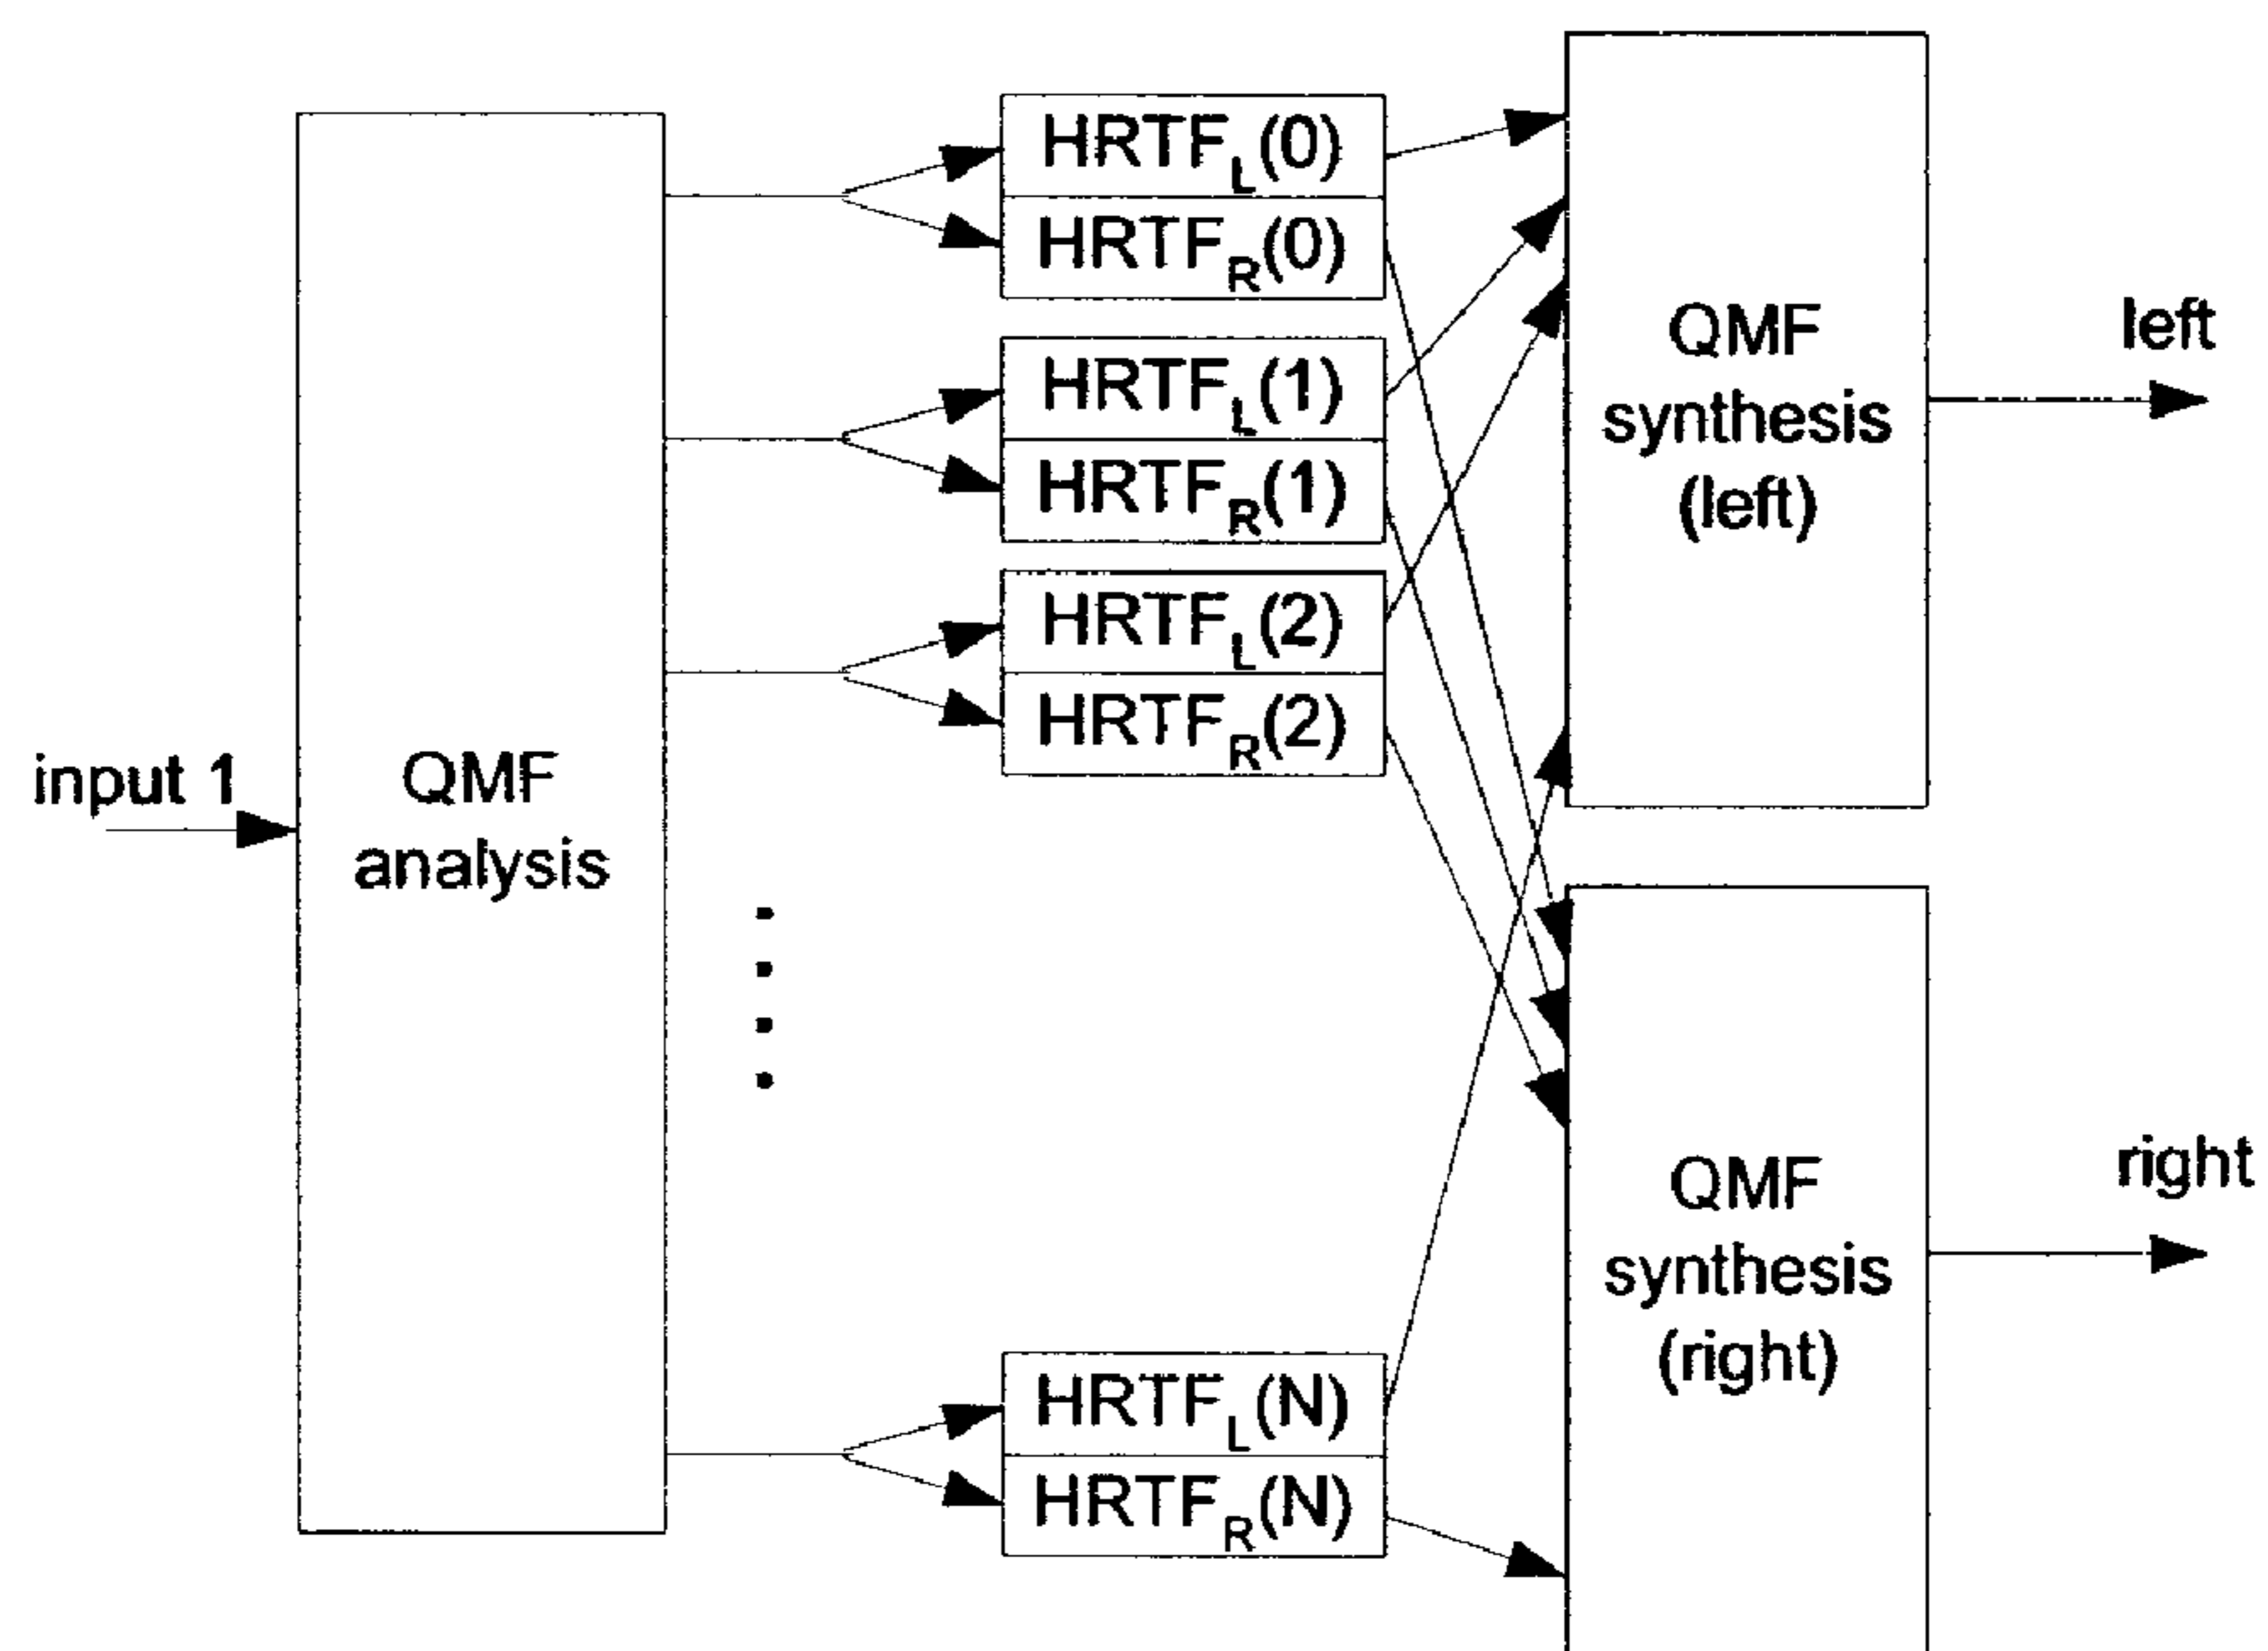 input 1
QMF
analysis
HRTF_L(0)
HRTF_R(0)
HRTF_L(1)
HRTF_R(1)
HRTF_L(2)
HRTF_R(2)
HRTF_L(N)
HRTF_R(N)
QMF
synthesis
(left)
left
QMF
synthesis
(right)
right